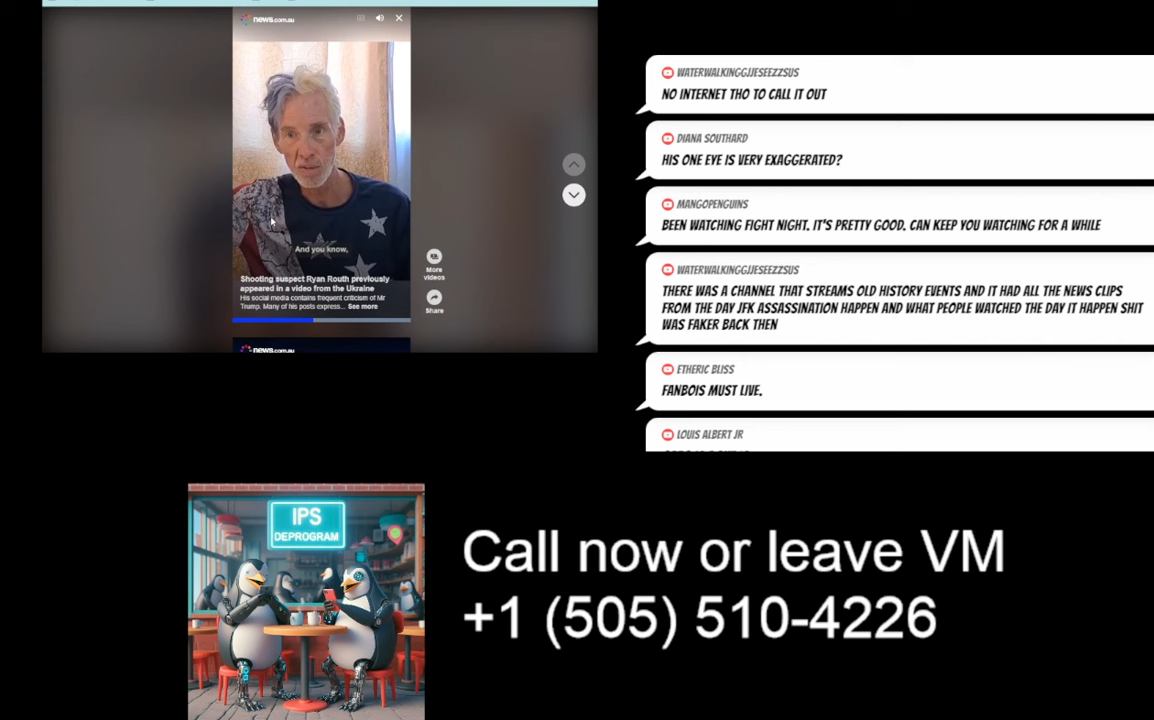 news.com.au
And you know,
Shooting suspect Ryan Routh previously
appeared in a video from the Ukraine
His social media contains frequent criticism of Mr
Trump. Many of his posts express... See more
More
videos
Share
news.com.au
WATERWALKINGGJJESEEZZSUS
NO INTERNET THO TO CALL IT OUT
DIANA SOUTHARD
HIS ONE EYE IS VERY EXAGGERATED?
MANGOPENGUINS
BEEN WATCHING FIGHT NIGHT. IT'S PRETTY GOOD. CAN KEEP YOU WATCHING FOR A WHILE
WATERWALKINGGJJESEEZZSUS
THERE WAS A CHANNEL THAT STREAMS OLD HISTORY EVENTS AND IT HAD ALL THE NEWS CLIPS
FROM THE DAY JFK ASSASSINATION HAPPEN AND WHAT PEOPLE WATCHED THE DAY IT HAPPEN SHIT
WAS FAKER BACK THEN
ETHERIC BLISS
FANBOIS MUST LIVE.
LOUIS ALBERT JR
IPS
DEPROGRAM
Call now or leave VM
+1 (505) 510-4226